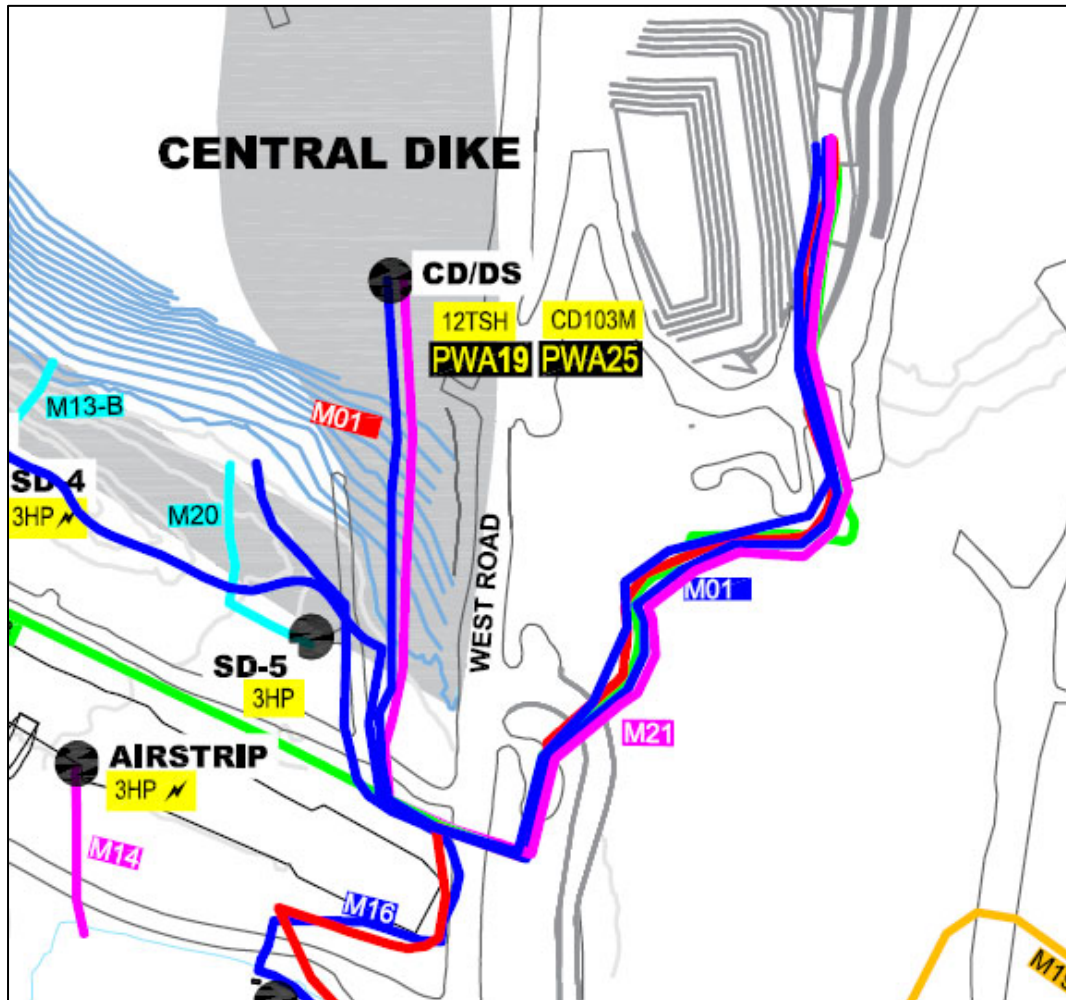 CENTRAL DIKE
CD/DS
12TSH
CD103M
PWA19
PWA25
M13-B
M01
SD-4
3HP
M20
WEST ROAD
M01
SD-5
3HP
M21
AIRSTRIP
3HP
M14
M16